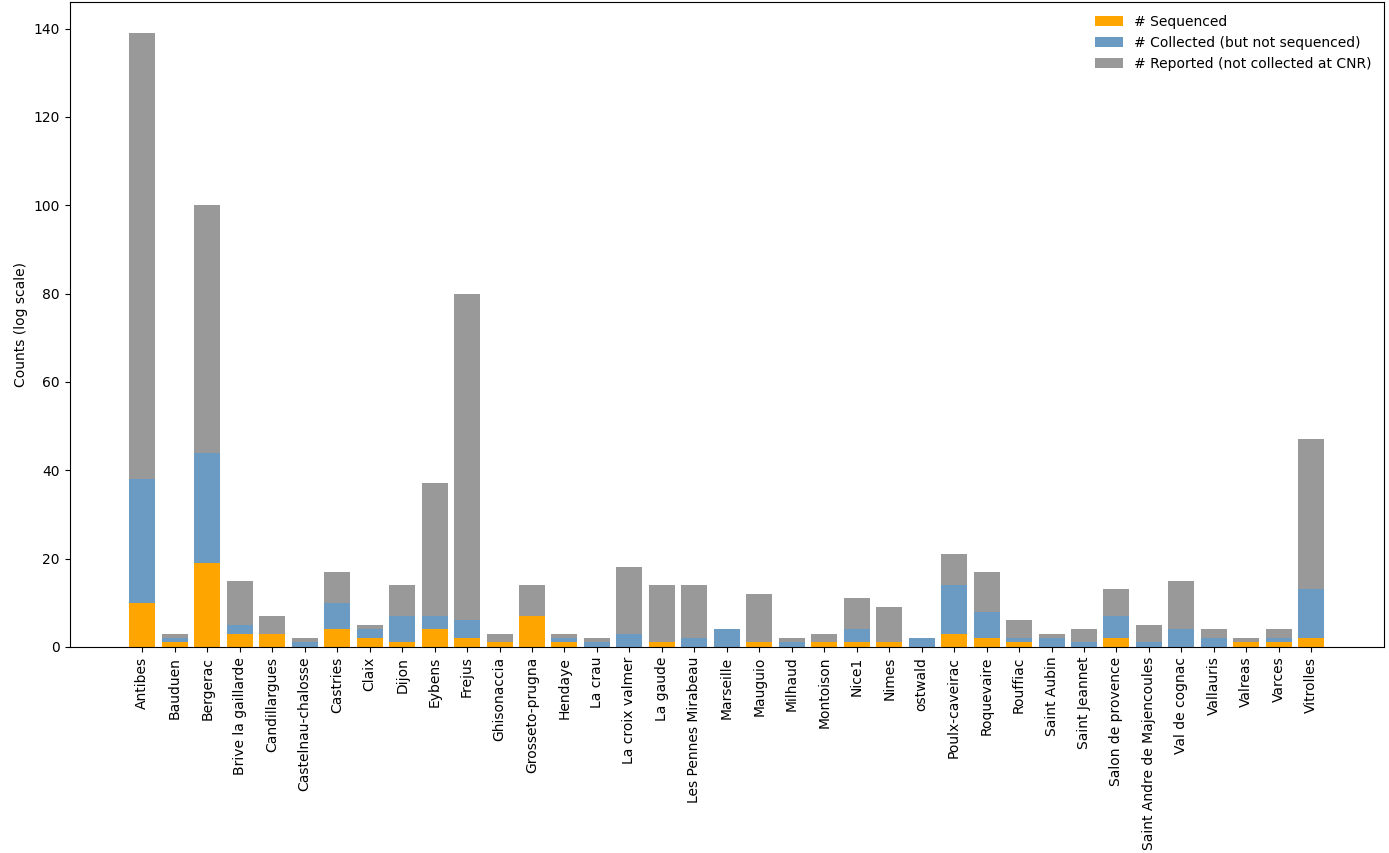 140
120
100
80
60
40
20
0
Counts (log scale)
# Sequenced
# Collected (but not sequenced)
# Reported (not collected at CNR)
Antibes
Bauduen
Bergerac
Brive la gaillarde
Candillargues
Castelnau-chalosse
Castries
Claix
Dijon
Eybens
Frejus
Ghisonaccia
Grosseto-prugna
Hendaye
La crau
La croix valmer
La gaude
Les Pennes Mirabeau
Marseille
Mauguio
Milhaud
Montoison
Nice1
Nimes
ostwald
Poulx-caveirac
Roquevaire
Rouffiac
Saint Aubin
Saint Jeannet
Salon de provence
Saint Andre de Majencoules
Val de cognac
Vallauris
Valreas
Varces
Vitrolles